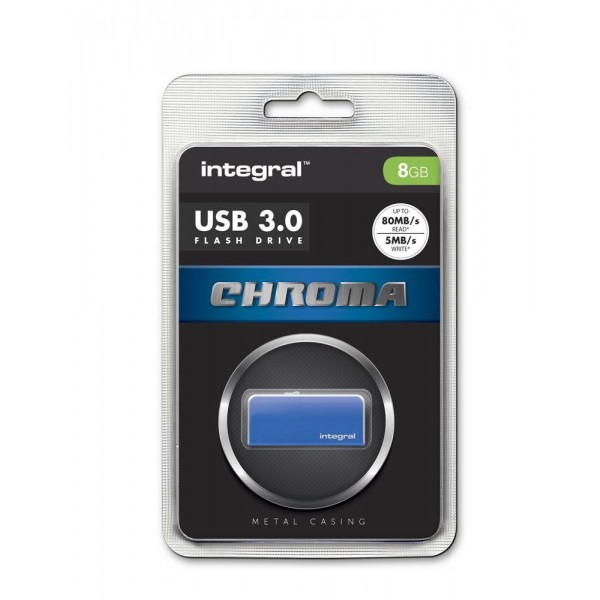 integral™
8GB
USB 3.0
FLASH DRIVE
UP TO
80MB/s
READ*
5MB/s
WRITE*
CHROMA
integral
METAL CASING